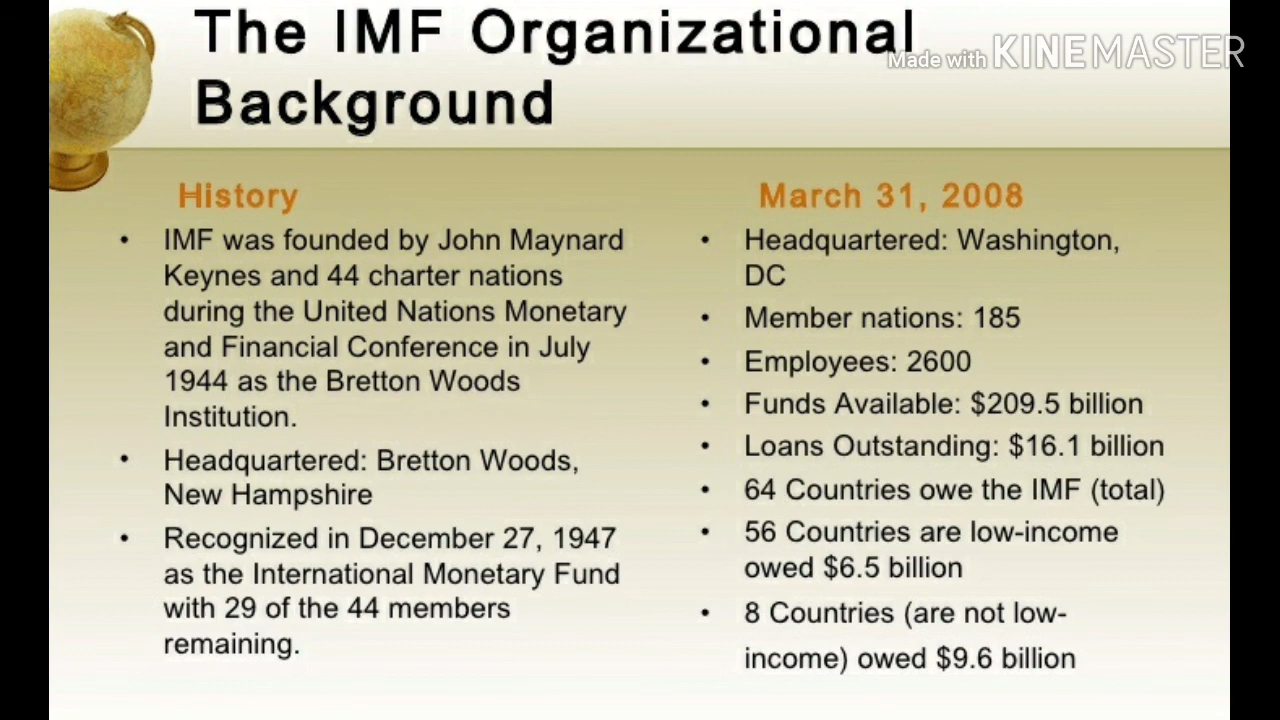 The IMF Organizational
Background
Made with KINEMASTER
History
IMF was founded by John Maynard
Keynes and 44 charter nations
during the United Nations Monetary
and Financial Conference in July
1944 as the Bretton Woods
Institution.
Headquartered: Bretton Woods,
New Hampshire
Recognized in December 27, 1947
as the International Monetary Fund
with 29 of the 44 members
remaining.
March 31, 2008
Headquartered: Washington,
DC
Member nations: 185
Employees: 2600
Funds Available: $209.5 billion
Loans Outstanding: $16.1 billion
64 Countries owe the IMF (total)
56 Countries are low-income
owed $6.5 billion
8 Countries (are not low-
income) owed $9.6 billion